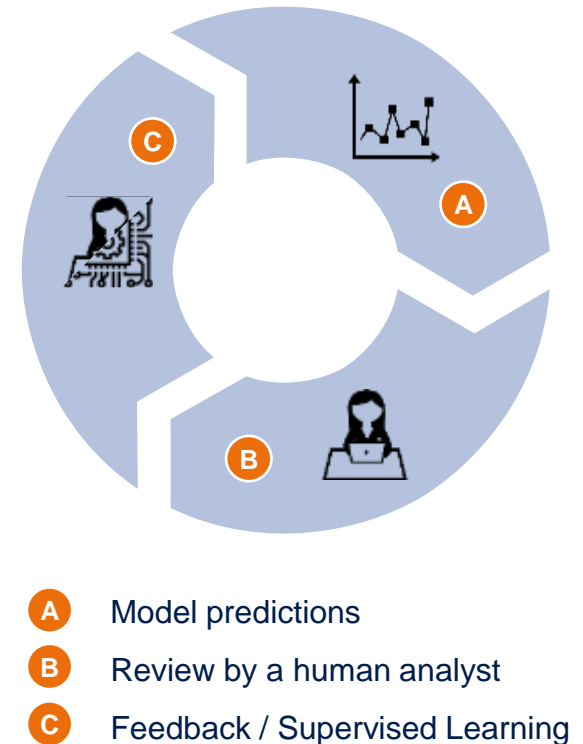 C
A
B
A Model predictions
B Review by a human analyst
C Feedback / Supervised Learning